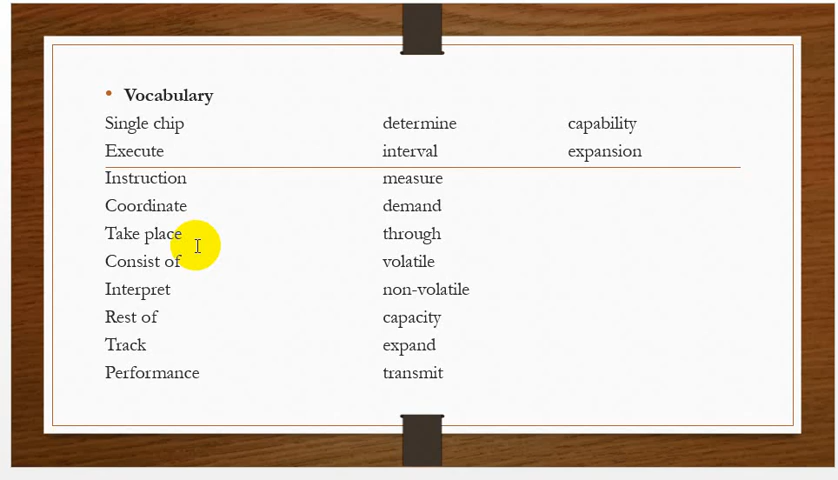 • Vocabulary
Single chip determine capability
Execute interval expansion
Instruction measure
Coordinate demand
Take place through
Consist of volatile
Interpret non-volatile
Rest of capacity
Track expand
Performance transmit